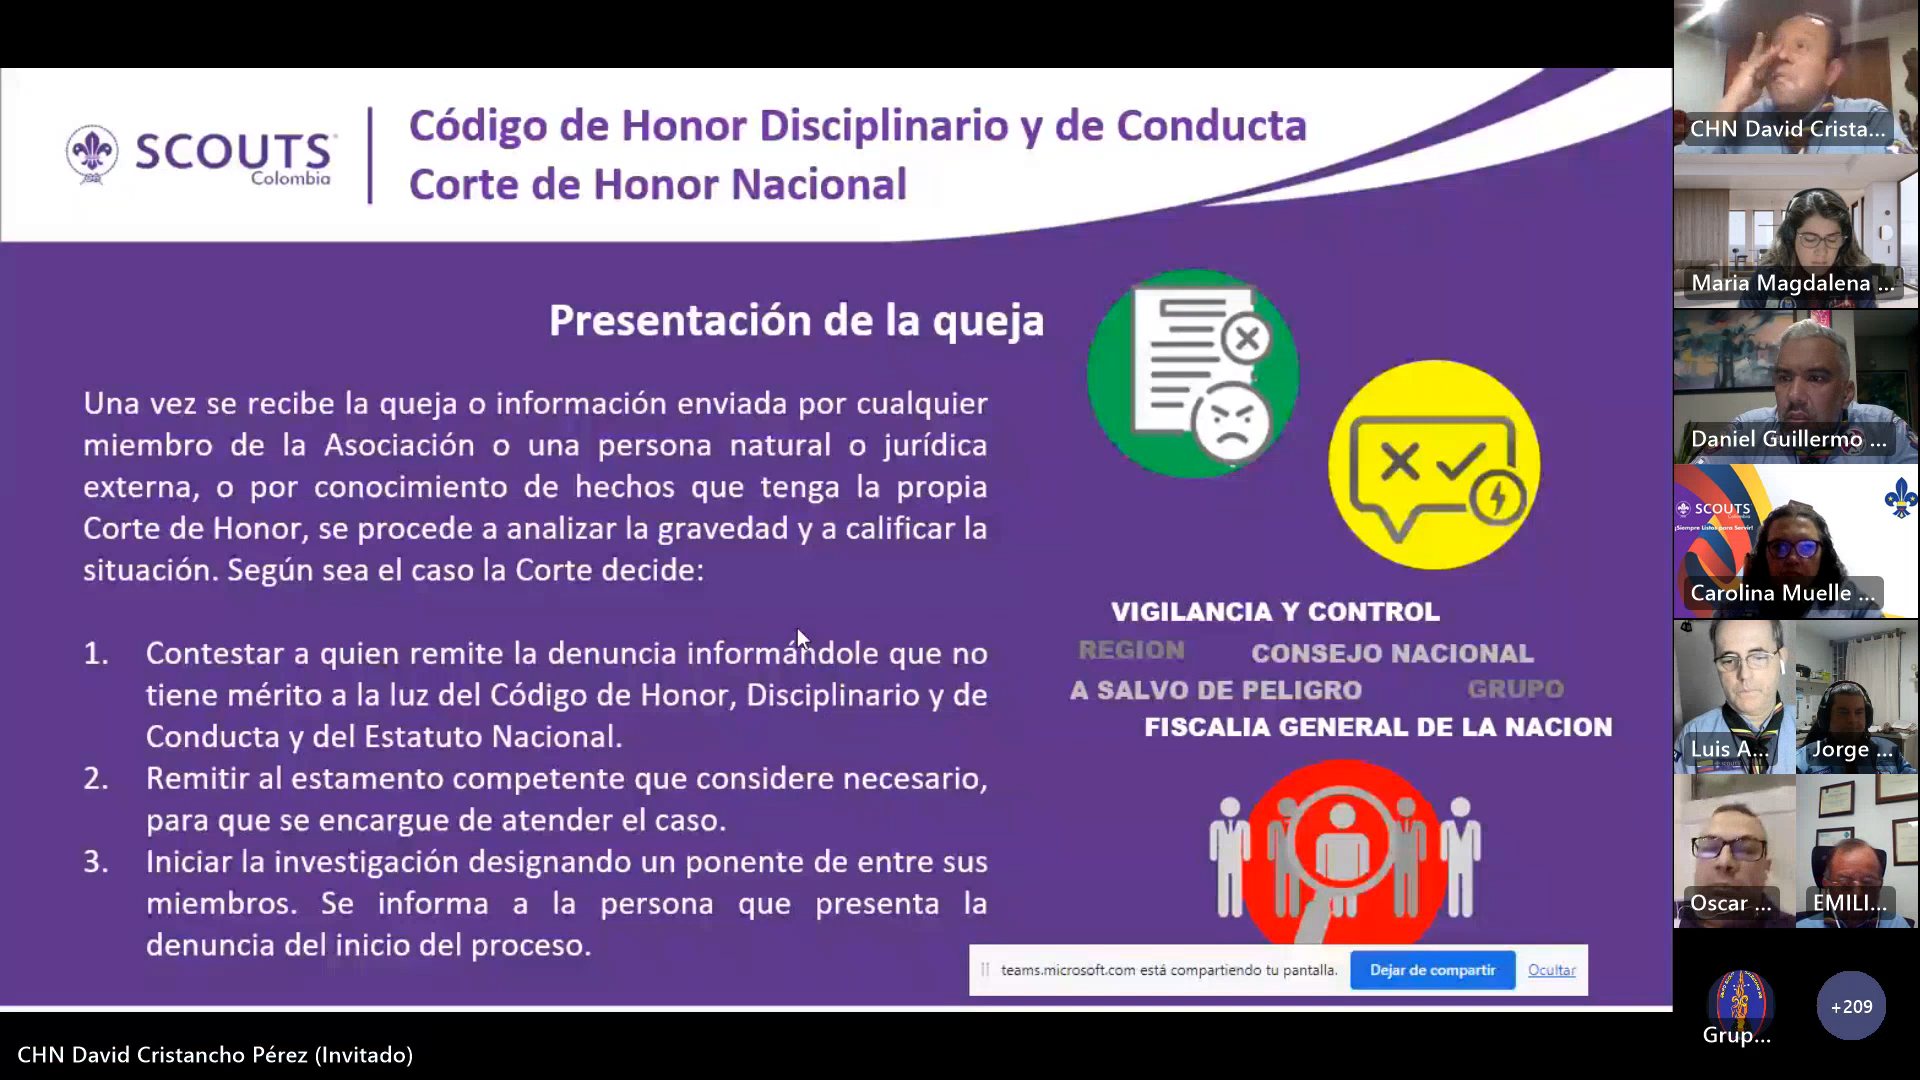 SCOUTS
Colombia
Código de Honor Disciplinario y de Conducta
Corte de Honor Nacional
Presentación de la queja
Una vez se recibe la queja o información enviada por cualquier
miembro de la Asociación o una persona natural o jurídica
externa, o por conocimiento de hechos que tenga la propia
Corte de Honor, se procede a analizar la gravedad y a calificar la
situación. Según sea el caso la Corte decide:
1. Contestar a quien remite la denuncia informándole que no
tiene mérito a la luz del Código de Honor, Disciplinario y de
Conducta y del Estatuto Nacional.
2. Remitir al estamento competente que considere necesario,
para que se encargue de atender el caso.
3. Iniciar la investigación designando un ponente de entre sus
miembros. Se informa a la persona que presenta la
denuncia del inicio del proceso.
VIGILANCIA Y CONTROL
REGION CONSEJO NACIONAL
A SALVO DE PELIGRO GRUPO
FISCALIA GENERAL DE LA NACION
teams.microsoft.com está compartiendo tu pantalla. Dejar de compartir Ocultar
CHN David Cristancho Pérez (Invitado)
CHN David Crista...
Maria Magdalena ...
Daniel Guillermo ...
SCOUTS
Colombia
¡Siempre Listos para Servir!
Carolina Muelle ...
Luis A... Jorge ...
Oscar ... EMILI...
Grup... +209